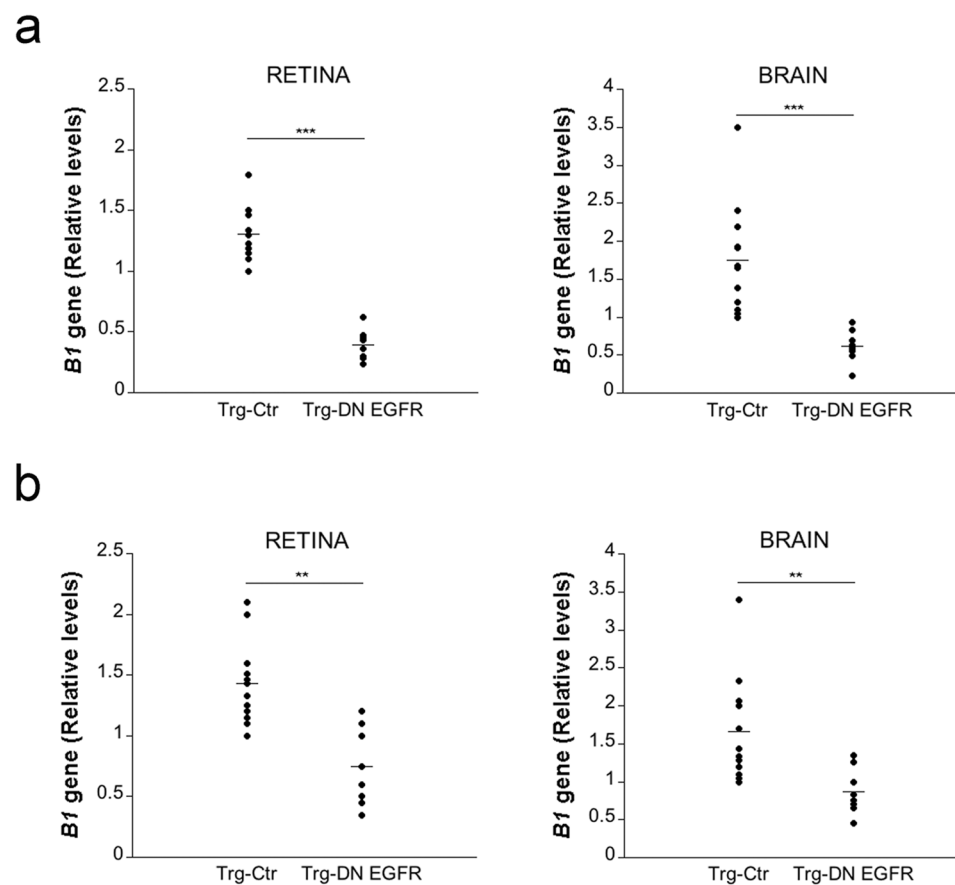 a
RETINA
B1 gene (Relative levels)
2.5
2
1.5
1
0.5
0
***
Trg-Ctr
Trg-DN EGFR
BRAIN
B1 gene (Relative levels)
4
3.5
3
2.5
2
1.5
1
0.5
0
***
Trg-Ctr
Trg-DN EGFR
b
RETINA
B1 gene (Relative levels)
2.5
2
1.5
1
0.5
0
**
Trg-Ctr
Trg-DN EGFR
BRAIN
B1 gene (Relative levels)
4
3.5
3
2.5
2
1.5
1
0.5
0
**
Trg-Ctr
Trg-DN EGFR